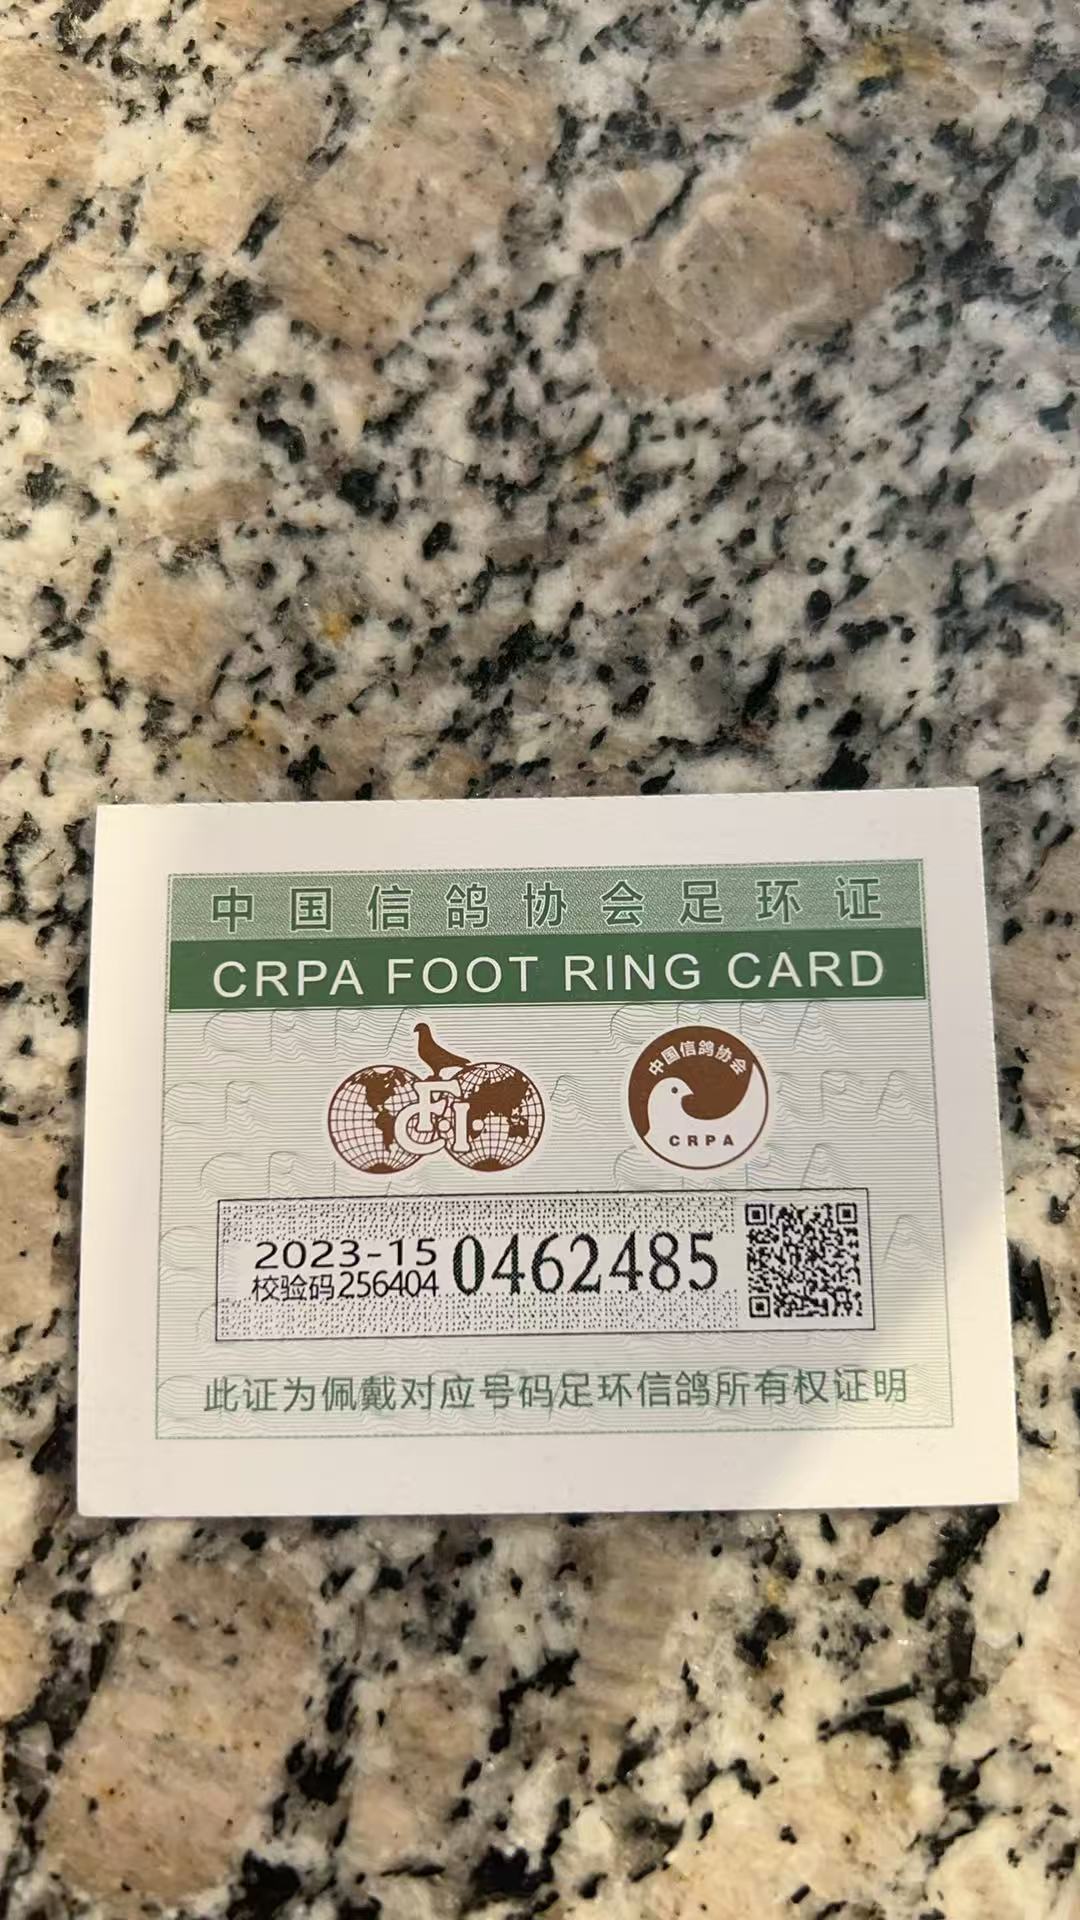 中国信鸽协会足环证
CRPA FOOT RING CARD
FCI
中国信鸽协会
CRPA
2023-15 0462485
校验码256404
此证为佩戴对应号码足环信鸽所有权证明